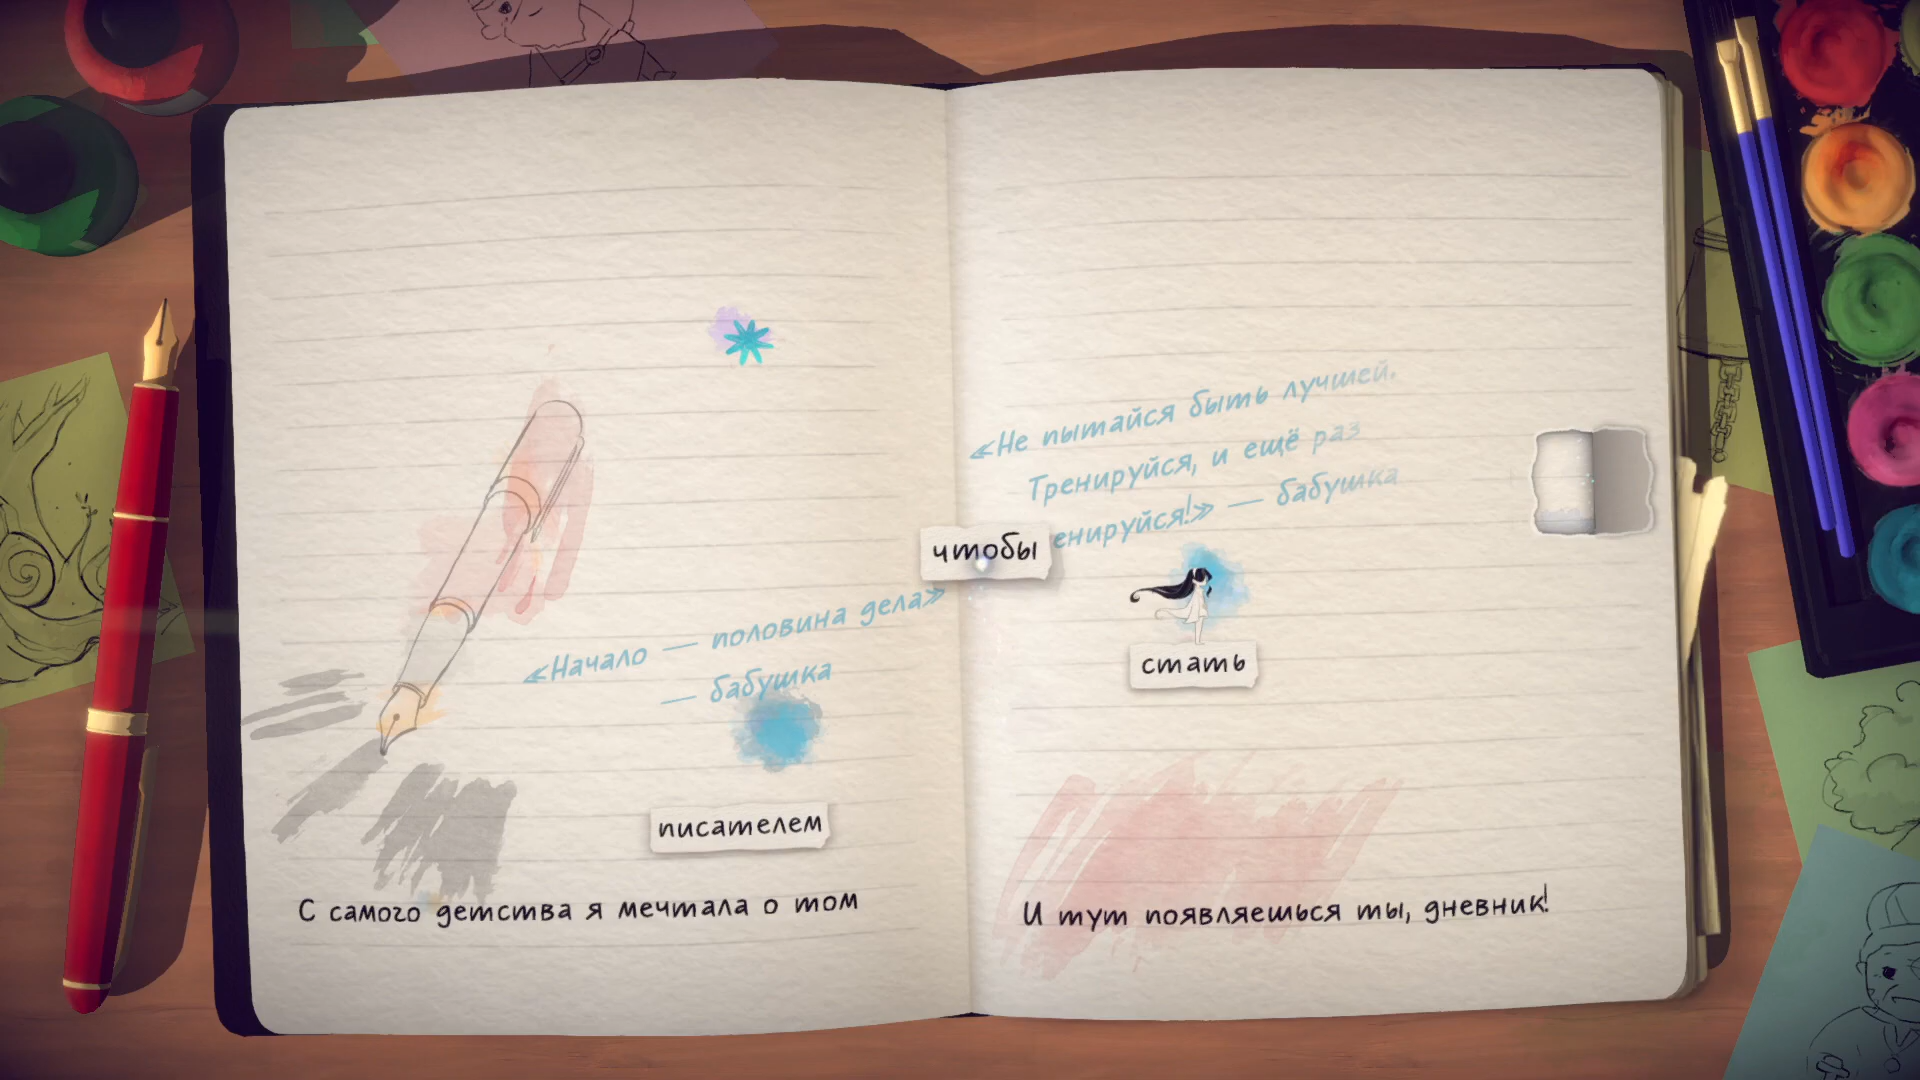 «Начало — половина дела»
— бабушка
писателем
С самого детства я мечтала о том
«Не пытайся быть лучшей.
Тренируйся, и ещё раз
енируйся!» — бабушка
чтобы
стать
И тут появляешься ты, дневник!